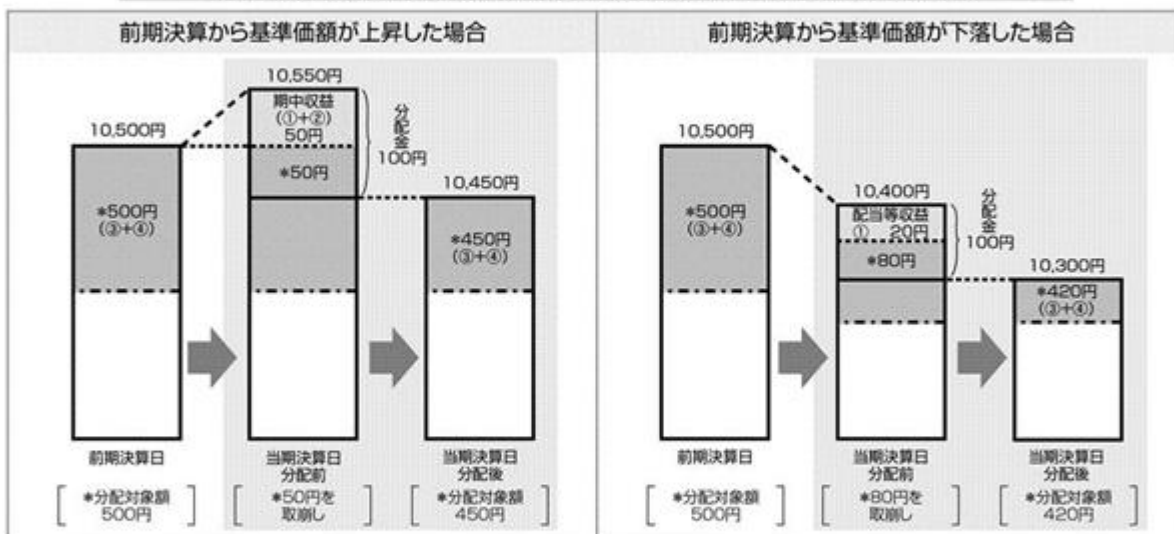 前期決算から基準価額が上昇した場合
10,550円
期中収益
(①+②)
50円
10,500円
*50円
分配金
100円
10,450円
*500円
(③+④)
*450円
(③+④)
前期決算日
当期決算日
分配前
当期決算日
分配後
*分配対象額
500円
*50円を
取崩し
*分配対象額
450円
前期決算から基準価額が下落した場合
10,500円
10,400円
配当等収益
① 20円
*80円
分配金
100円
10,300円
*500円
(③+④)
*420円
(③+④)
前期決算日
当期決算日
分配前
当期決算日
分配後
*分配対象額
500円
*80円を
取崩し
*分配対象額
420円